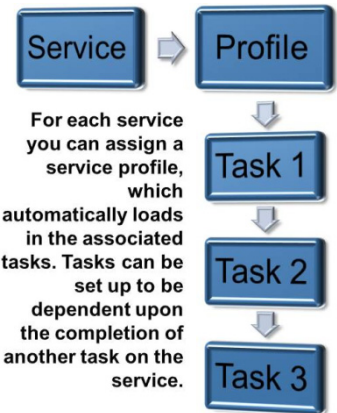 Service
Profile
For each service
you can assign a
service profile,
which
automatically loads
in the associated
tasks. Tasks can be
set up to be
dependent upon
the completion of
another task on the
service.
Task 1
Task 2
Task 3